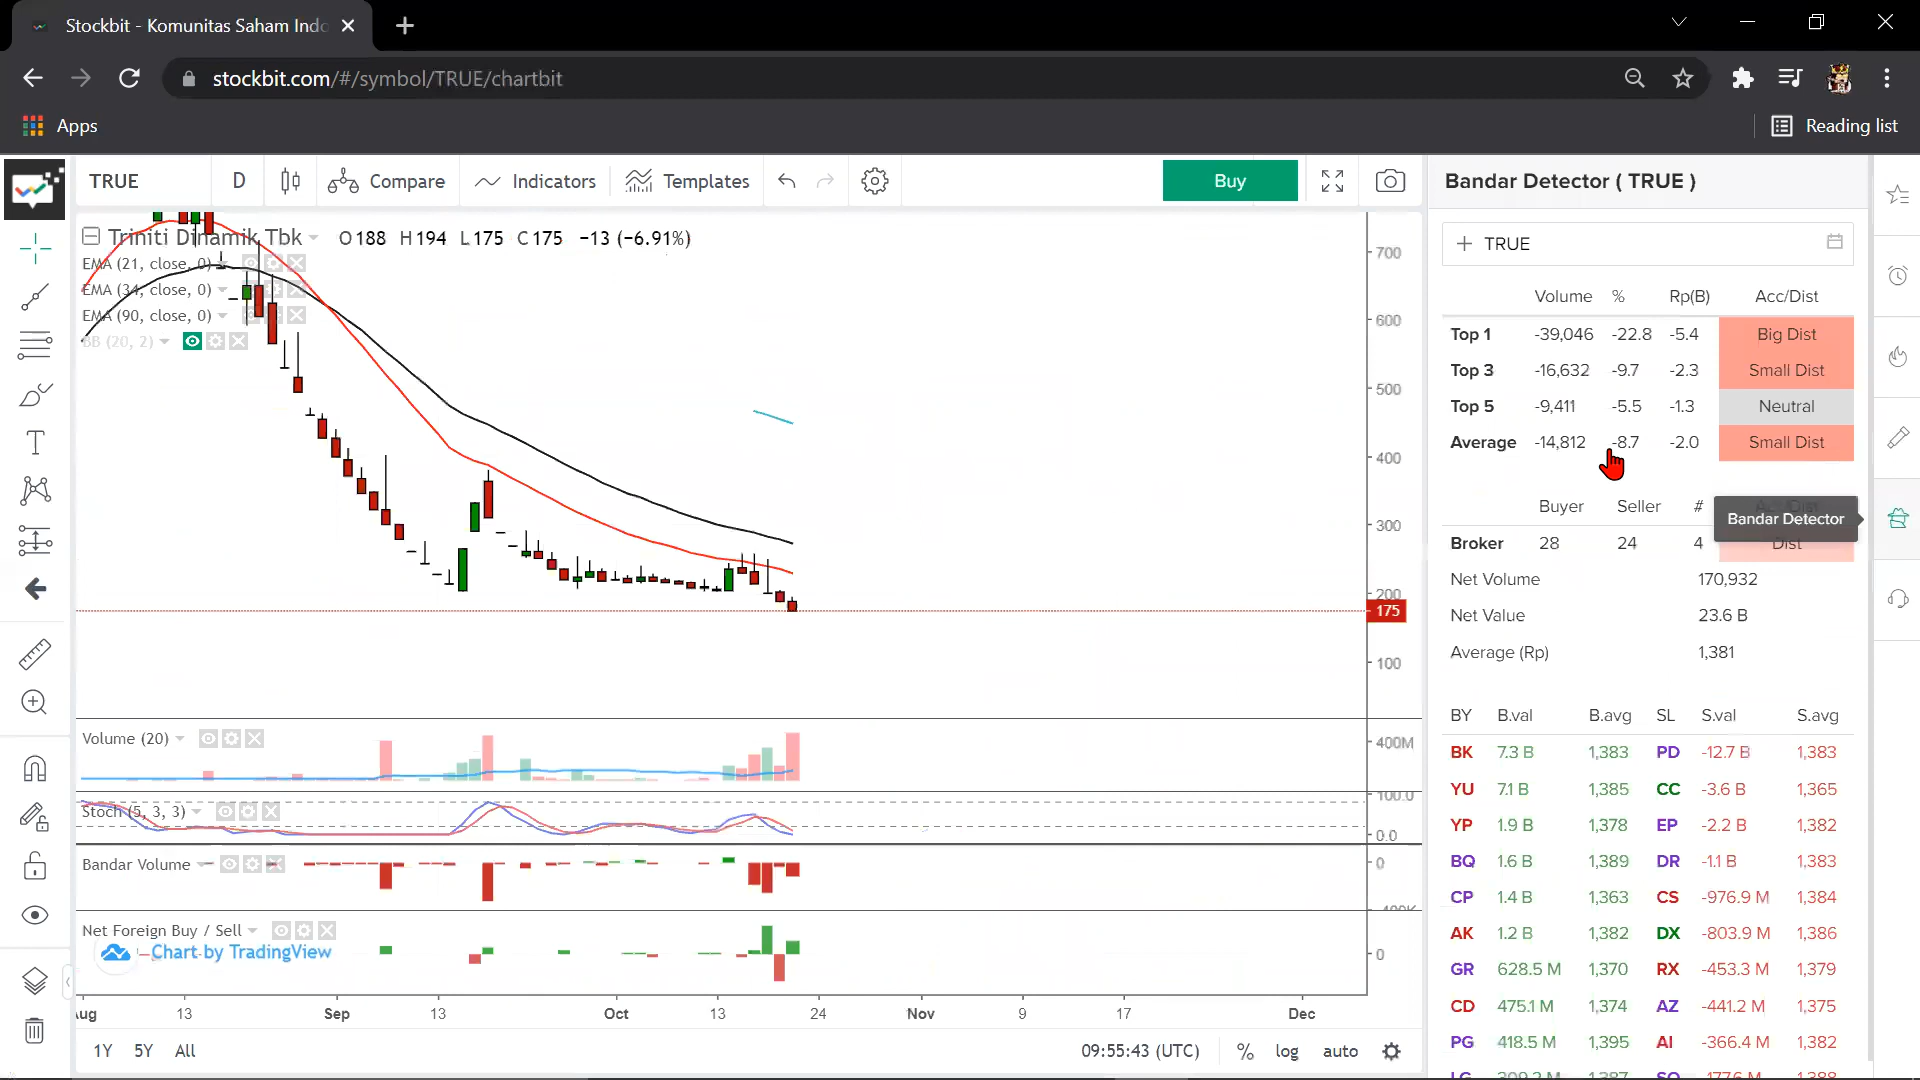 Stockbit - Komunitas Saham Indo
stockbit.com/#/symbol/TRUE/chartbit
Apps
Reading list
TRUE
D
Compare
Indicators
Templates
Buy
Triniti Dinamik Tbk
O188 H194 L175 C175 −13 (−6.91%)
EMA (21, close, 0)
EMA (34, close, 0)
EMA (90, close, 0)
BB (20, 2)
700
600
500
400
300
200
175
100
Volume (20)
400M
Stoch (5, 3, 3)
100.0
0.0
Bandar Volume
0
Net Foreign Buy / Sell
0
Chart by TradingView
Aug 13 Sep 13 Oct 13 24 Nov 9 17 Dec
1Y 5Y All
09:55:43 (UTC) % log auto
Bandar Detector ( TRUE )
TRUE
Volume % Rp(B) Acc/Dist
Top 1 -39,046 -22.8 -5.4 Big Dist
Top 3 -16,632 -9.7 -2.3 Small Dist
Top 5 -9,411 -5.5 -1.3 Neutral
Average -14,812 -8.7 -2.0 Small Dist
Buyer Seller #
Bandar Detector
Broker 28 24 4 Dist
Net Volume 170,932
Net Value 23.6 B
Average (Rp) 1,381
BY B.val B.avg SL S.val S.avg
BK 7.3 B 1,383 PD -12.7 B 1,383
YU 7.1 B 1,385 CC -3.6 B 1,365
YP 1.9 B 1,378 EP -2.2 B 1,382
BQ 1.6 B 1,389 DR -1.1 B 1,383
CP 1.4 B 1,363 CS -976.9 M 1,384
AK 1.2 B 1,382 DX -803.9 M 1,386
GR 628.5 M 1,370 RX -453.3 M 1,379
CD 475.1 M 1,374 AZ -441.2 M 1,375
PG 418.5 M 1,395 AI -366.4 M 1,382